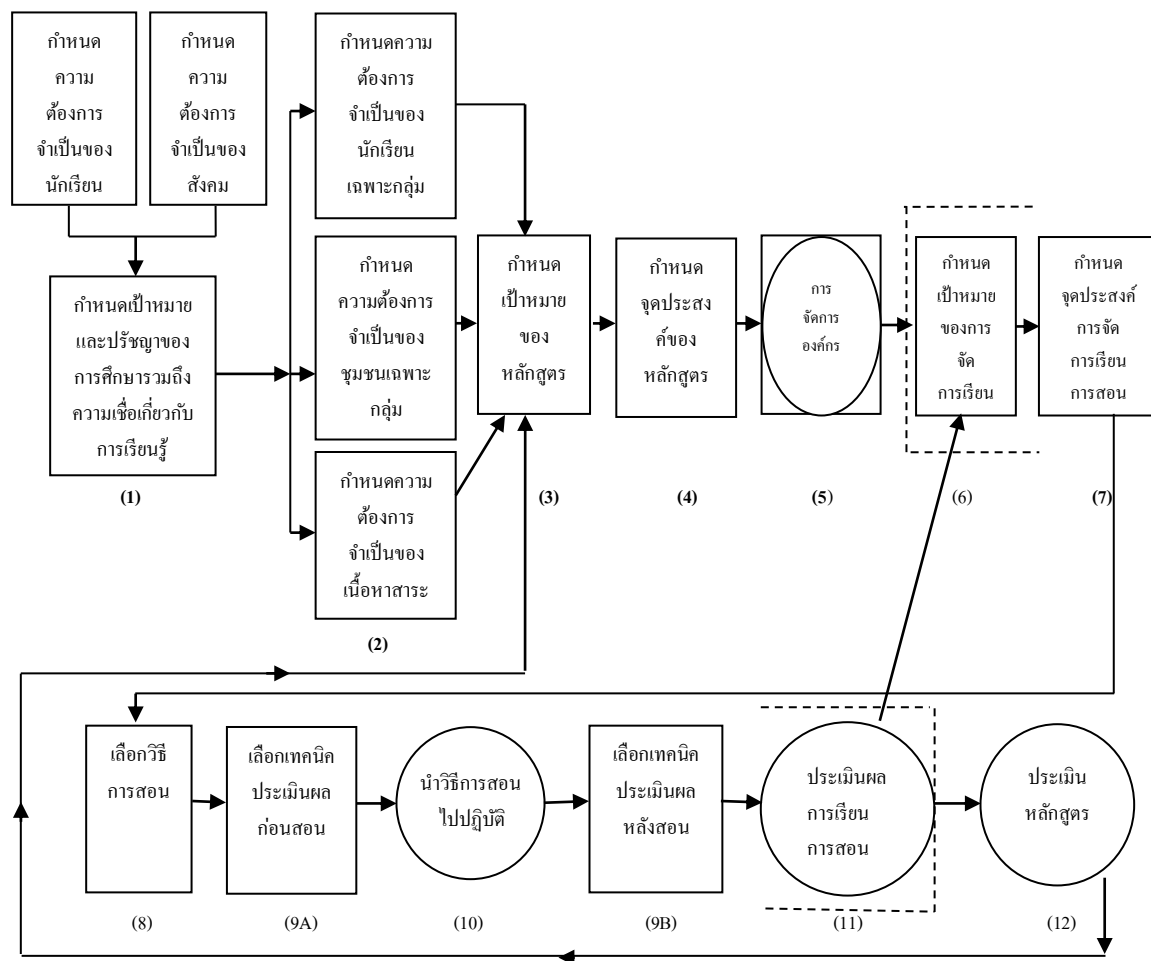 กำหนด
ความ
ต้องการ
จำเป็นของ
นักเรียน
กำหนด
ความ
ต้องการ
จำเป็นของ
สังคม
กำหนดเป้าหมาย
และปรัชญาของ
การศึกษารวมถึง
ความเชื่อเกี่ยวกับ
การเรียนรู้
(1)
กำหนดความ
ต้องการ
จำเป็นของ
นักเรียน
เฉพาะกลุ่ม
กำหนด
ความต้องการ
จำเป็นของ
ชุมชนเฉพาะ
กลุ่ม
กำหนดความ
ต้องการ
จำเป็นของ
เนื้อหาสาระ
(2)
กำหนด
เป้าหมาย
ของ
หลักสูตร
(3)
กำหนด
จุดประสง
ค์ของ
หลักสูตร
(4)
การ
จัดการ
องค์กร
(5)
กำหนด
เป้าหมาย
ของการ
จัด
การเรียน
(6)
กำหนด
จุดประสงค์
การจัด
การเรียน
การสอน
(7)
เลือกวิธี
การสอน
(8)
เลือกเทคนิค
ประเมินผล
ก่อนสอน
(9A)
นำวิธีการสอน
ไปปฏิบัติ
(10)
เลือกเทคนิค
ประเมินผล
หลังสอน
(9B)
ประเมินผล
การเรียน
การสอน
(11)
ประเมิน
หลักสูตร
(12)